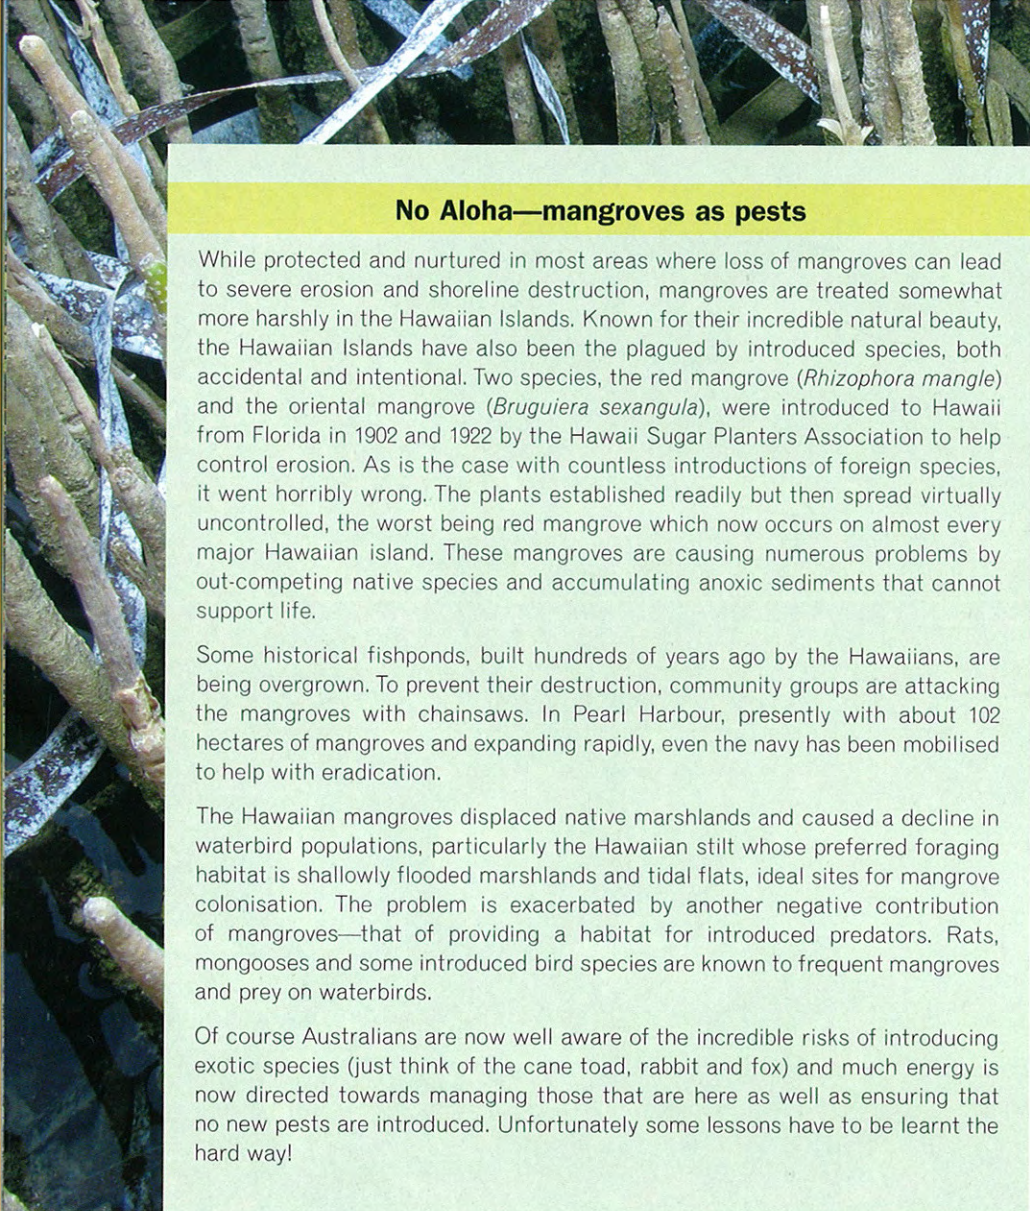 No Aloha—mangroves as pests
While protected and nurtured in most areas where loss of mangroves can lead
to severe erosion and shoreline destruction, mangroves are treated somewhat
more harshly in the Hawaiian Islands. Known for their incredible natural beauty,
the Hawaiian Islands have also been the plagued by introduced species, both
accidental and intentional. Two species, the red mangrove (Rhizophora mangle)
and the oriental mangrove (Bruguiera sexangula), were introduced to Hawaii
from Florida in 1902 and 1922 by the Hawaii Sugar Planters Association to help
control erosion. As is the case with countless introductions of foreign species,
it went horribly wrong. The plants established readily but then spread virtually
uncontrolled, the worst being red mangrove which now occurs on almost every
major Hawaiian island. These mangroves are causing numerous problems by
out-competing native species and accumulating anoxic sediments that cannot
support life.
Some historical fishponds, built hundreds of years ago by the Hawaiians, are
being overgrown. To prevent their destruction, community groups are attacking
the mangroves with chainsaws. In Pearl Harbour, presently with about 102
hectares of mangroves and expanding rapidly, even the navy has been mobilised
to help with eradication.
The Hawaiian mangroves displaced native marshlands and caused a decline in
waterbird populations, particularly the Hawaiian stilt whose preferred foraging
habitat is shallowly flooded marshlands and tidal flats, ideal sites for mangrove
colonisation. The problem is exacerbated by another negative contribution
of mangroves—that of providing a habitat for introduced predators. Rats,
mongooses and some introduced bird species are known to frequent mangroves
and prey on waterbirds.
Of course Australians are now well aware of the incredible risks of introducing
exotic species (just think of the cane toad, rabbit and fox) and much energy is
now directed towards managing those that are here as well as ensuring that
no new pests are introduced. Unfortunately some lessons have to be learnt the
hard way!